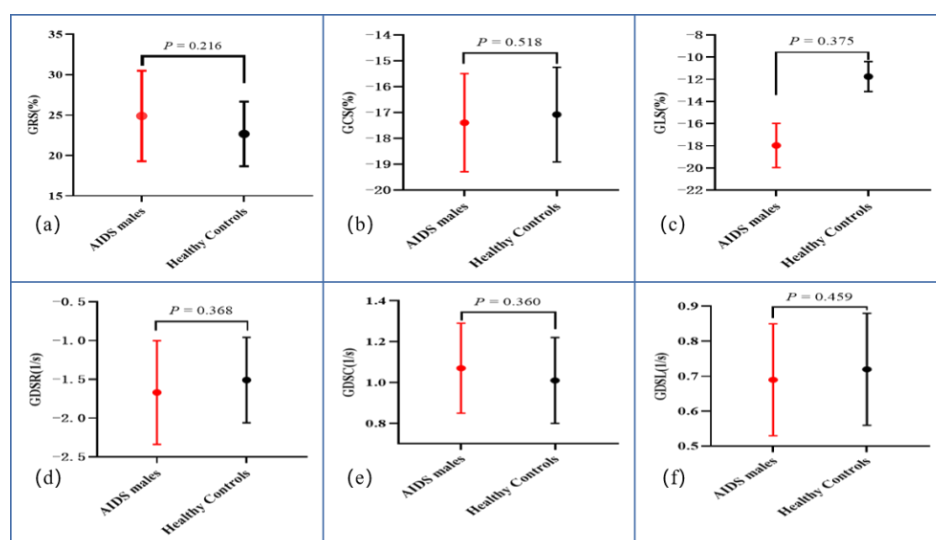 35
30
25
20
15
GRS(%)
P = 0.216
AIDS males
Healthy Controls
(a)
−14
−15
−16
−17
−18
−19
−20
GCS(%)
P = 0.518
AIDS males
Healthy Controls
(b)
−8
−10
−12
−14
−16
−18
−20
−22
GLS(%)
P = 0.375
AIDS males
Healthy Controls
(c)
−0.5
−1.0
−1.5
−2.0
−2.5
GDSR(1/s)
P = 0.368
AIDS males
Healthy Controls
(d)
1.4
1.2
1.0
0.8
GDSC(1/s)
P = 0.360
AIDS males
Healthy Controls
(e)
0.9
0.8
0.7
0.6
0.5
GDSL(1/s)
P = 0.459
AIDS males
Healthy Controls
(f)